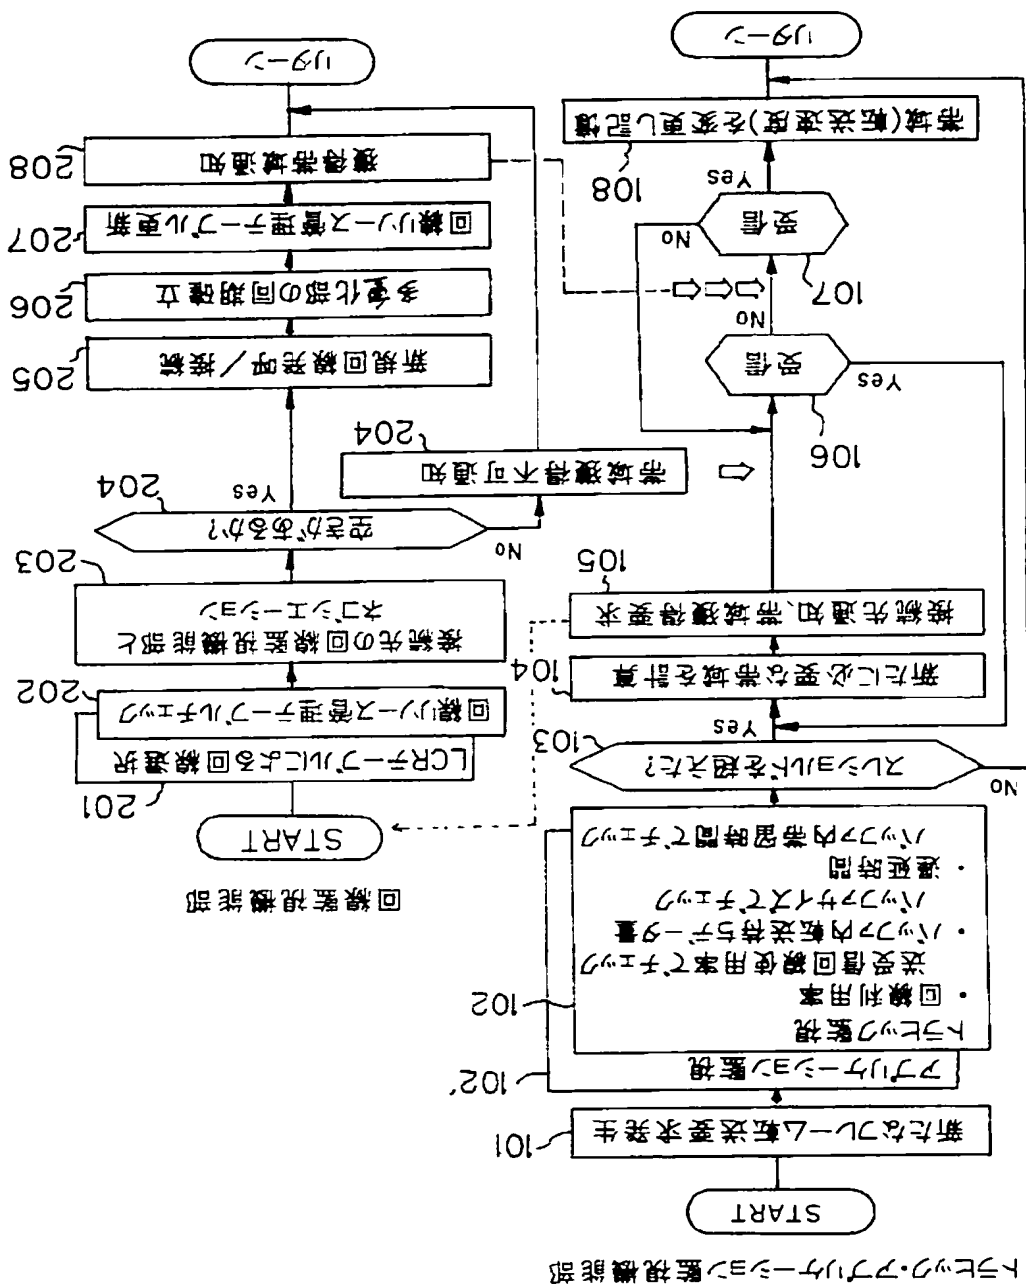 トラヒック・アプリケーション監視機能部
START
101
新たなフレーム転送要求発生
102'
アプリケーション監視
102
トラヒック監視
・回線利用率
送受信回線使用率でチェック
・バッファ内転送待ちデータ量
バッファサイズでチェック
・遅延時間
バッファ内帯留時間でチェック
103
スレショルドを超えた?
No
Yes
104
新たに必要な帯域を計算
105
接続先通知、帯域獲得要求
106
受信
Yes
No
107
受信
No
Yes
108
帯域(転送速度)を変更し記憶
リターン
回線監視機能部
START
201
LCRテーブルによる回線選択
202
回線リソース管理テーブルチェック
203
接続先の回線監視機能部と
ネゴシエーション
204
空きがあるか?
No
Yes
204
帯域獲得不可通知
205
新規回線発呼/接続
206
多重化部の同期確立
207
回線リソース管理テーブル更新
208
獲得帯域通知
リターン